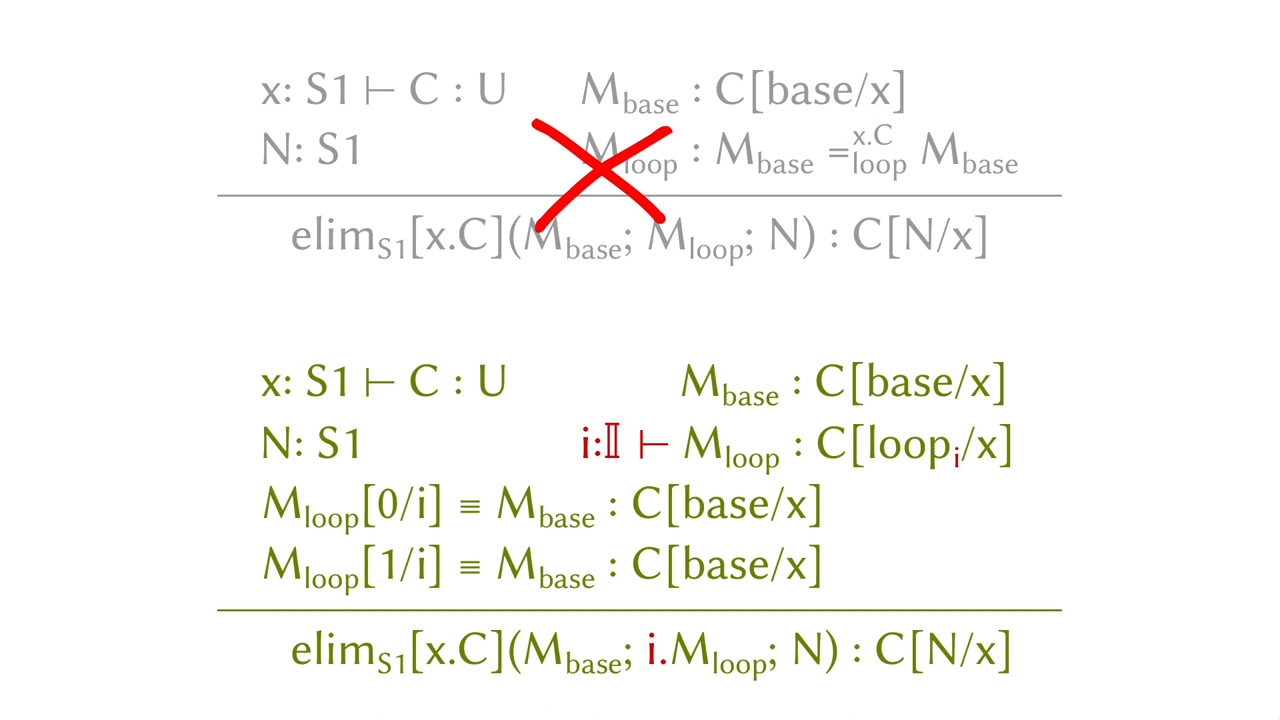 x: S1 ⊢ C : U M_base : C[base/x]
N: S1 M_loop : M_base =^x.C_loop M_base
elim_S1[x.C](M_base; M_loop; N) : C[N/x]
x: S1 ⊢ C : U M_base : C[base/x]
N: S1 i:𝕀 ⊢ M_loop : C[loop_i/x]
M_loop[0/i] ≡ M_base : C[base/x]
M_loop[1/i] ≡ M_base : C[base/x]
elim_S1[x.C](M_base; i.M_loop; N) : C[N/x]